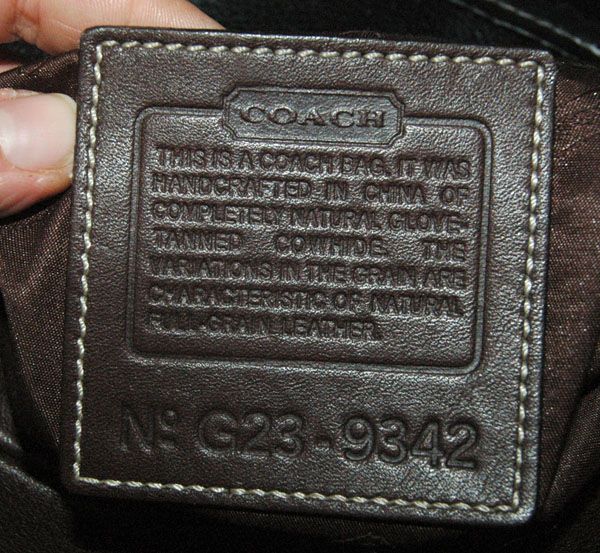 COACH
THIS IS A COACH BAG. IT WAS
HANDCRAFTED IN CHINA OF
COMPLETELY NATURAL GLOVE-
TANNED COWHIDE. THE
VARIATIONS IN THE GRAIN ARE
CHARACTERISTIC OF NATURAL
FULL-GRAIN LEATHER.
Nº: G23-9342